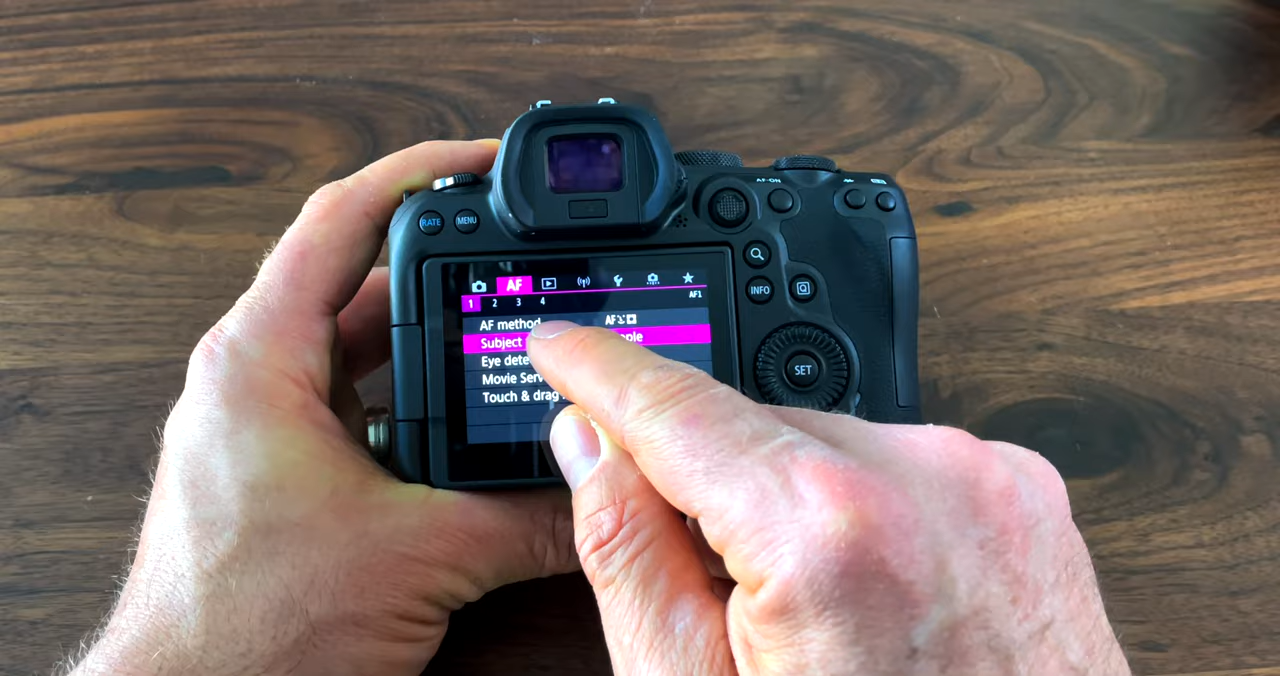 AF-ON
RATE
MENU
INFO
Q
SET
AF
1 2 3 4
AF1
AF method AF
Subject
Eye dete
Movie Serv
Touch & drag